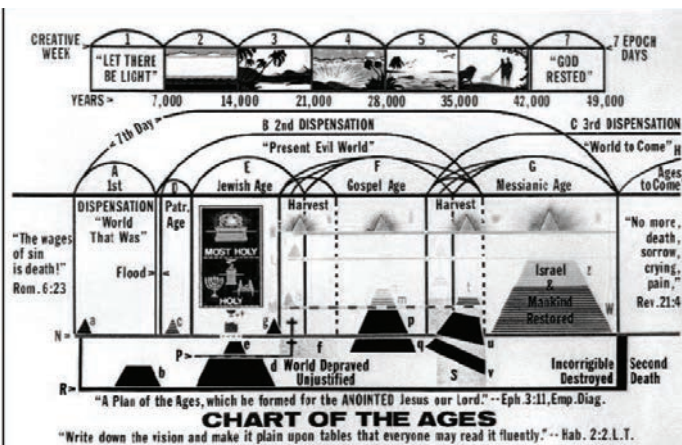 CREATIVE WEEK
1 2 3 4 5 6 7
7 EPOCH DAYS
"LET THERE BE LIGHT"
"GOD RESTED"
YEARS > 7,000 14,000 21,000 28,000 35,000 42,000 49,000
< 7th Day >
B 2nd DISPENSATION
C 3rd DISPENSATION
"Present Evil World"
"World to Come" H
A
1st
D
E
Jewish Age
F
Gospel Age
G
Messianic Age
Ages to Come
DISPENSATION
"World That Was"
Patr. Age
Harvest
Harvest
"The wages of sin is death!"
Rom. 6:23
Flood >
<
MOST HOLY
HOLY
Israel & Mankind Restored
"No more, death, sorrow, crying, pain,"
Rev. 21:4
N > a
c
g
m
p
t
z
W
P >
e
f
q
u
b
d
World Depraved Unjustified
S
v
Incorrigible Destroyed
Second Death
R >
"A Plan of the Ages, which he formed for the ANOINTED Jesus our Lord." -- Eph. 3:11, Emp. Diag.
CHART OF THE AGES
"Write down the vision and make it plain upon tables that everyone may read it fluently." -- Hab. 2:2. L.T.